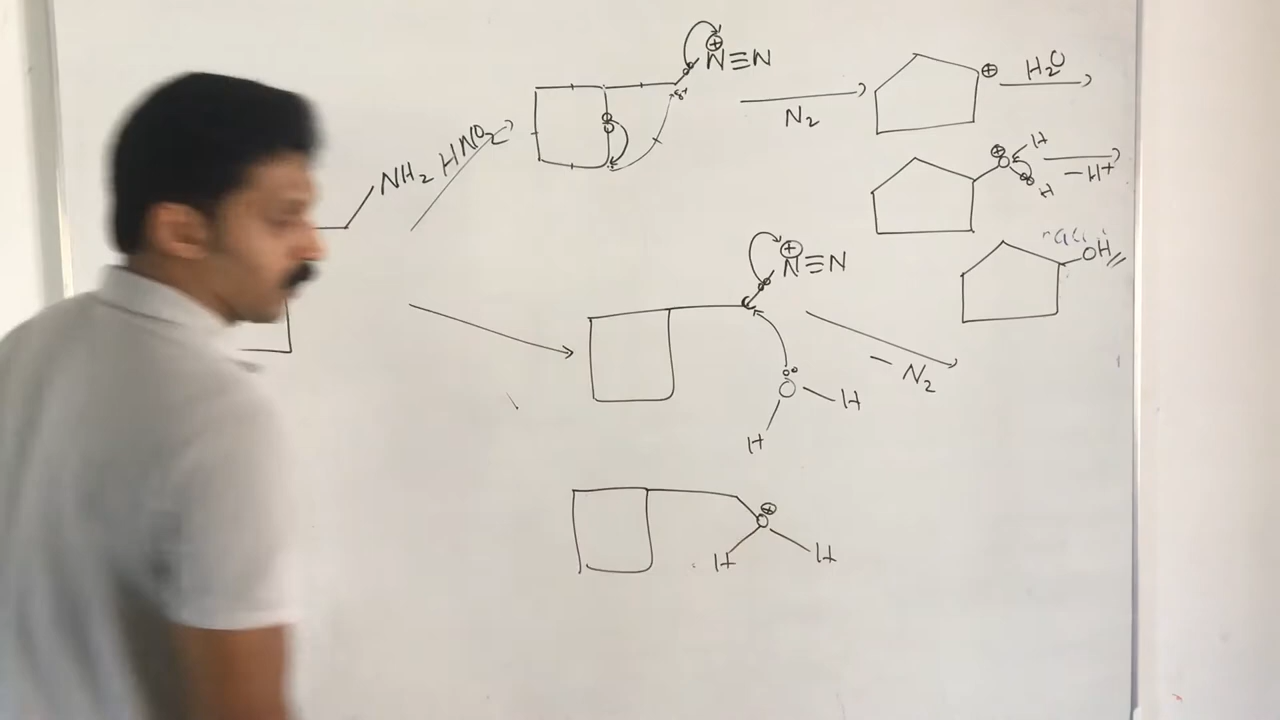 ⊕
N≡N
NH₂ HNO₂
N₂
⊕ H₂O
⊕ H
H
–H⁺
OH
δ⁺
⊕
N≡N
H
H
– N₂
⊕
H H